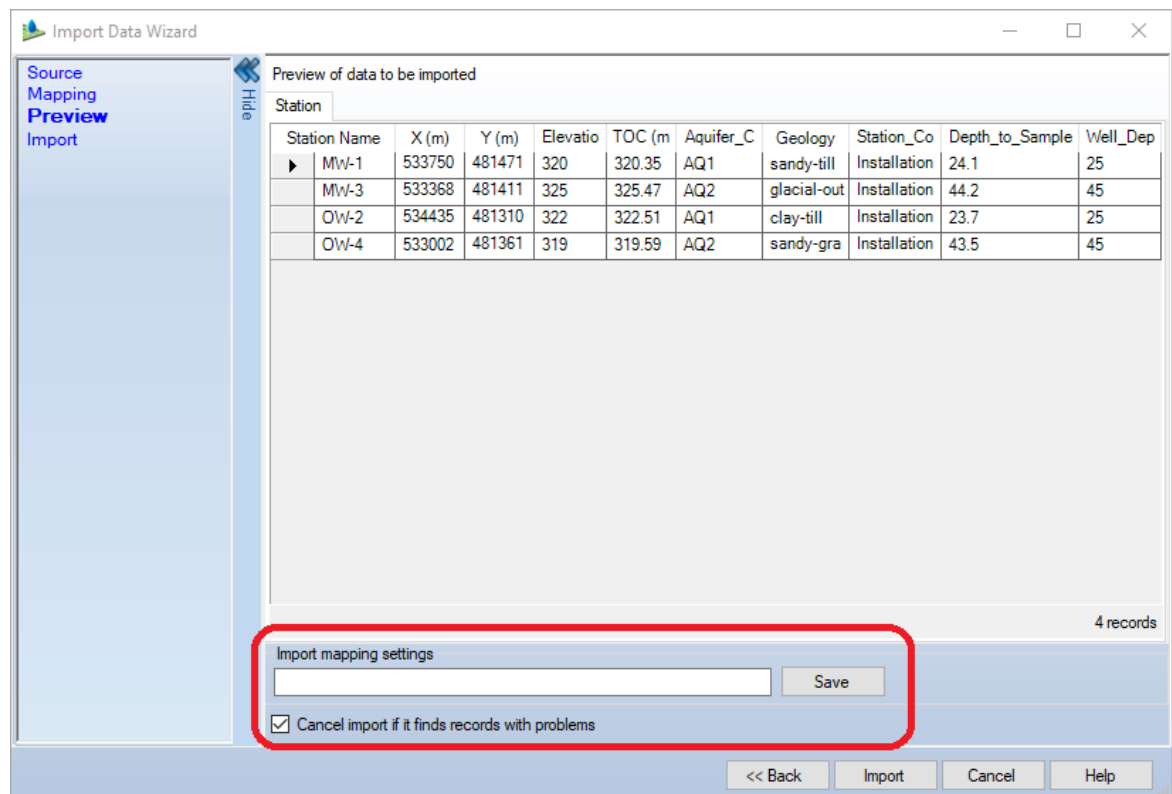 Import Data Wizard
Source
Mapping
Preview
Import
Hide
Preview of data to be imported
Station
Station Name X (m) Y (m) Elevatio TOC (m Aquifer_C Geology Station_Co Depth_to_Sample Well_Dep
MW-1 533750 481471 320 320.35 AQ1 sandy-till Installation 24.1 25
MW-3 533368 481411 325 325.47 AQ2 glacial-out Installation 44.2 45
OW-2 534435 481310 322 322.51 AQ1 clay-till Installation 23.7 25
OW-4 533002 481361 319 319.59 AQ2 sandy-gra Installation 43.5 45
4 records
Import mapping settings
Save
Cancel import if it finds records with problems
<< Back Import Cancel Help